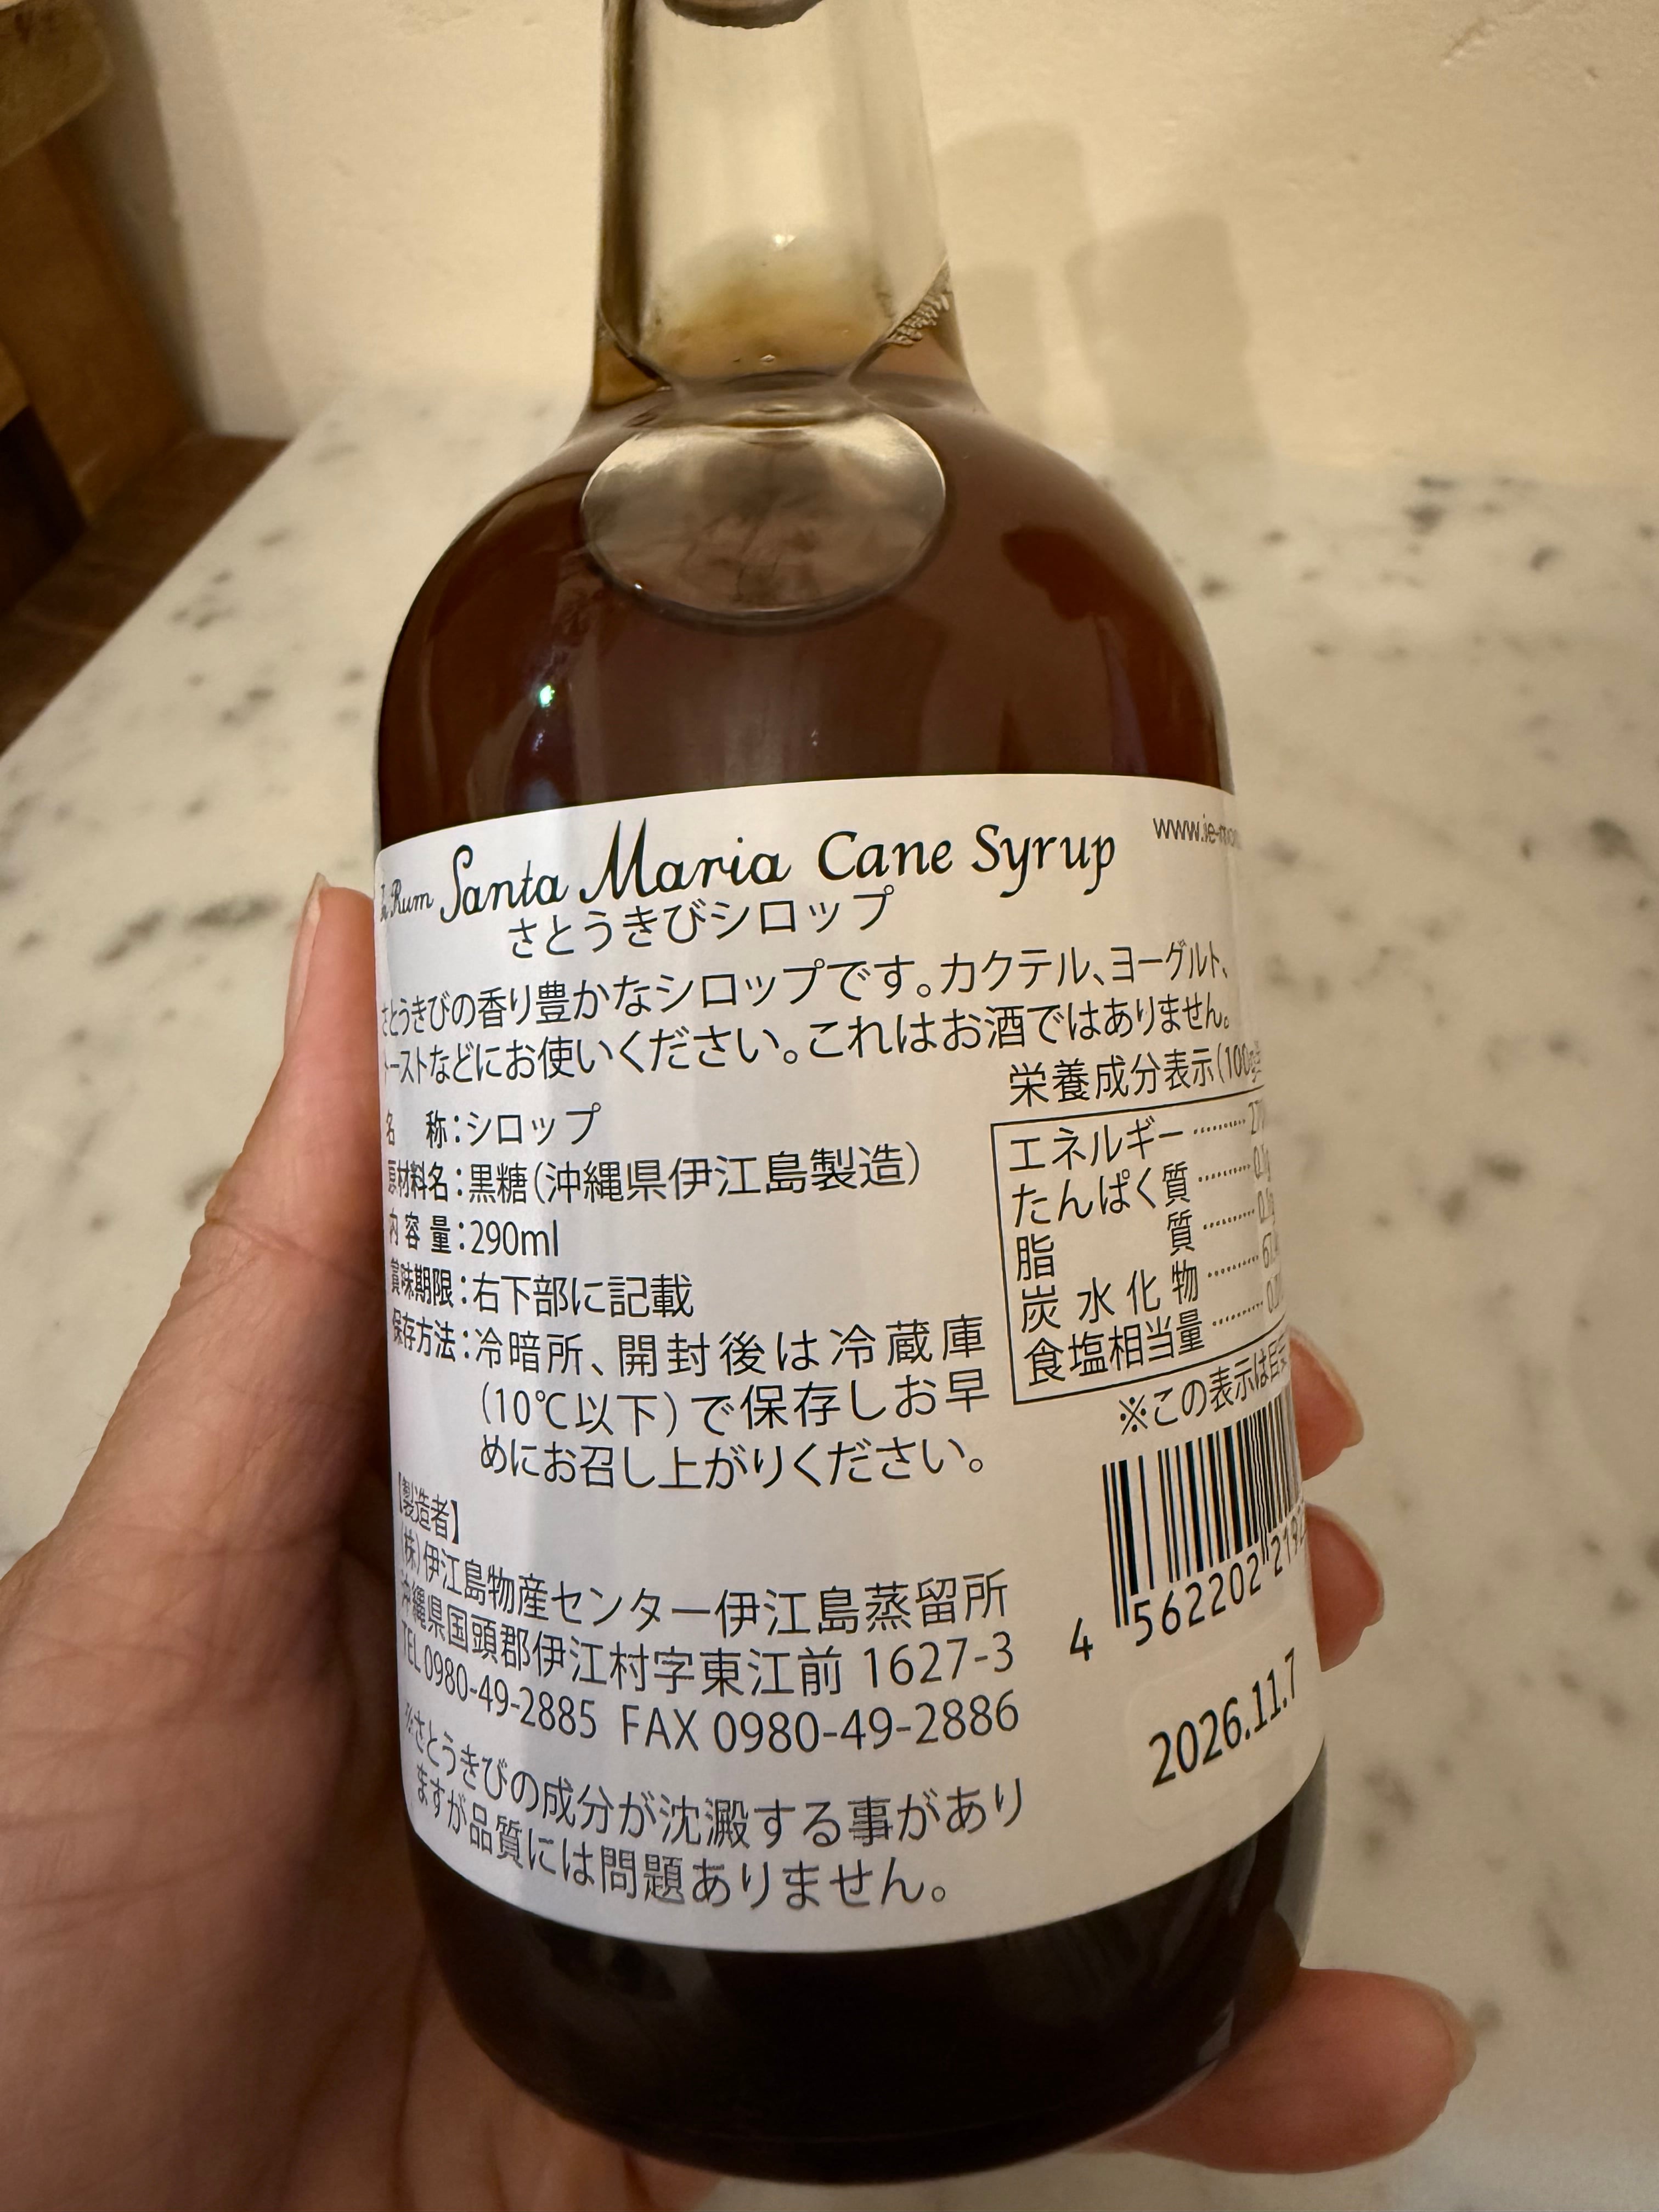 Ie Rum Santa Maria Cane Syrup
さとうきびシロップ
さとうきびの香り豊かなシロップです。カクテル、ヨーグルト、
トーストなどにお使いください。これはお酒ではありません。
名 称：シロップ
原材料名：黒糖（沖縄県伊江島製造）
内容量：290ml
賞味期限：右下部に記載
保存方法：冷暗所、開封後は冷蔵庫
(10℃以下)で保存しお早
めにお召し上がりください。
【製造者】
(株)伊江島物産センター伊江島蒸留所
沖縄県国頭郡伊江村字東江前 1627-3
TEL 0980-49-2885 FAX 0980-49-2886
※さとうきびの成分が沈澱する事があり
ますが品質には問題ありません。
栄養成分表示(100g
エネルギー
たんぱく質
脂質
炭水化物
食塩相当量
※この表示は
4 562202
2026.11.7